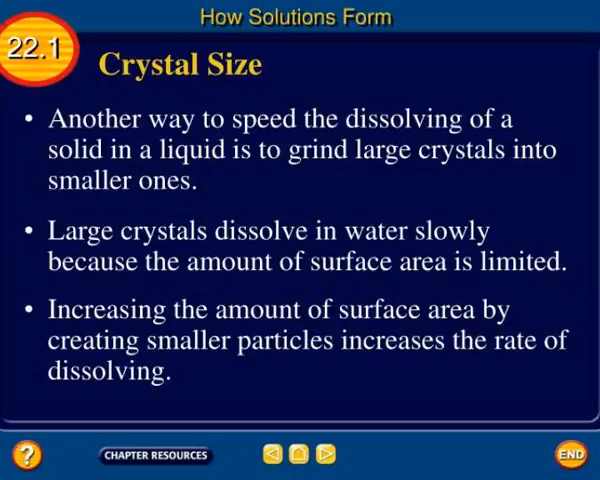 How Solutions Form
22.1
Crystal Size
• Another way to speed the dissolving of a
solid in a liquid is to grind large crystals into
smaller ones.
• Large crystals dissolve in water slowly
because the amount of surface area is limited.
• Increasing the amount of surface area by
creating smaller particles increases the rate of
dissolving.
?
CHAPTER RESOURCES
END